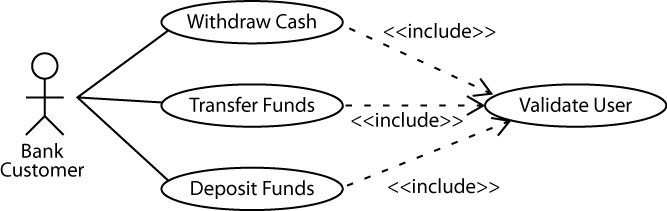 Withdraw Cash
<<include>>
Transfer Funds
<<include>>
Validate User
Bank
Customer
Deposit Funds
<<include>>